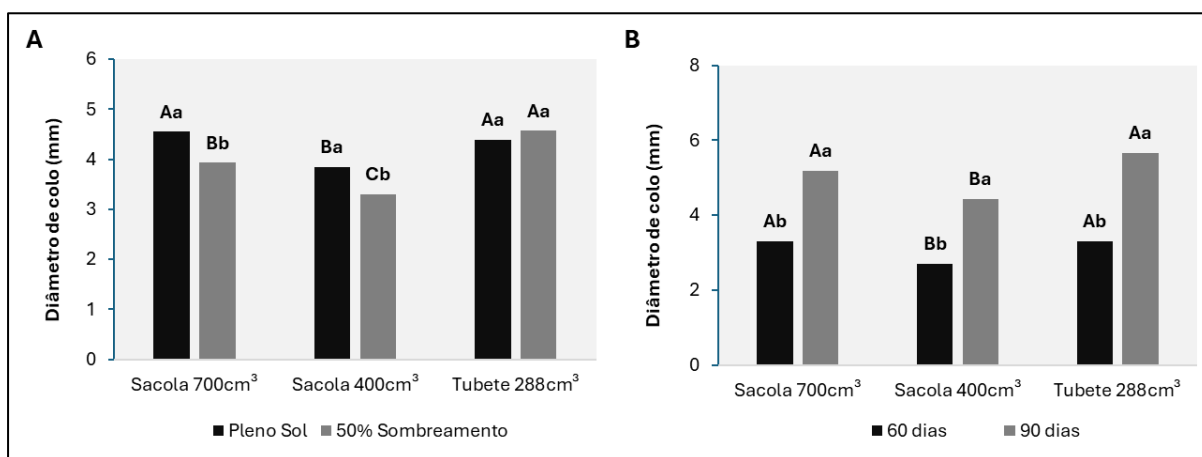 A
Diâmetro de colo (mm)
6
5
4
3
2
1
0
Aa
Bb
Ba
Cb
Aa
Aa
Sacola 700cm³
Sacola 400cm³
Tubete 288cm³
Pleno Sol
50% Sombreamento
B
Diâmetro de colo (mm)
8
6
4
2
0
Ab
Aa
Bb
Ba
Ab
Aa
Sacola 700cm³
Sacola 400cm³
Tubete 288cm³
60 dias
90 dias